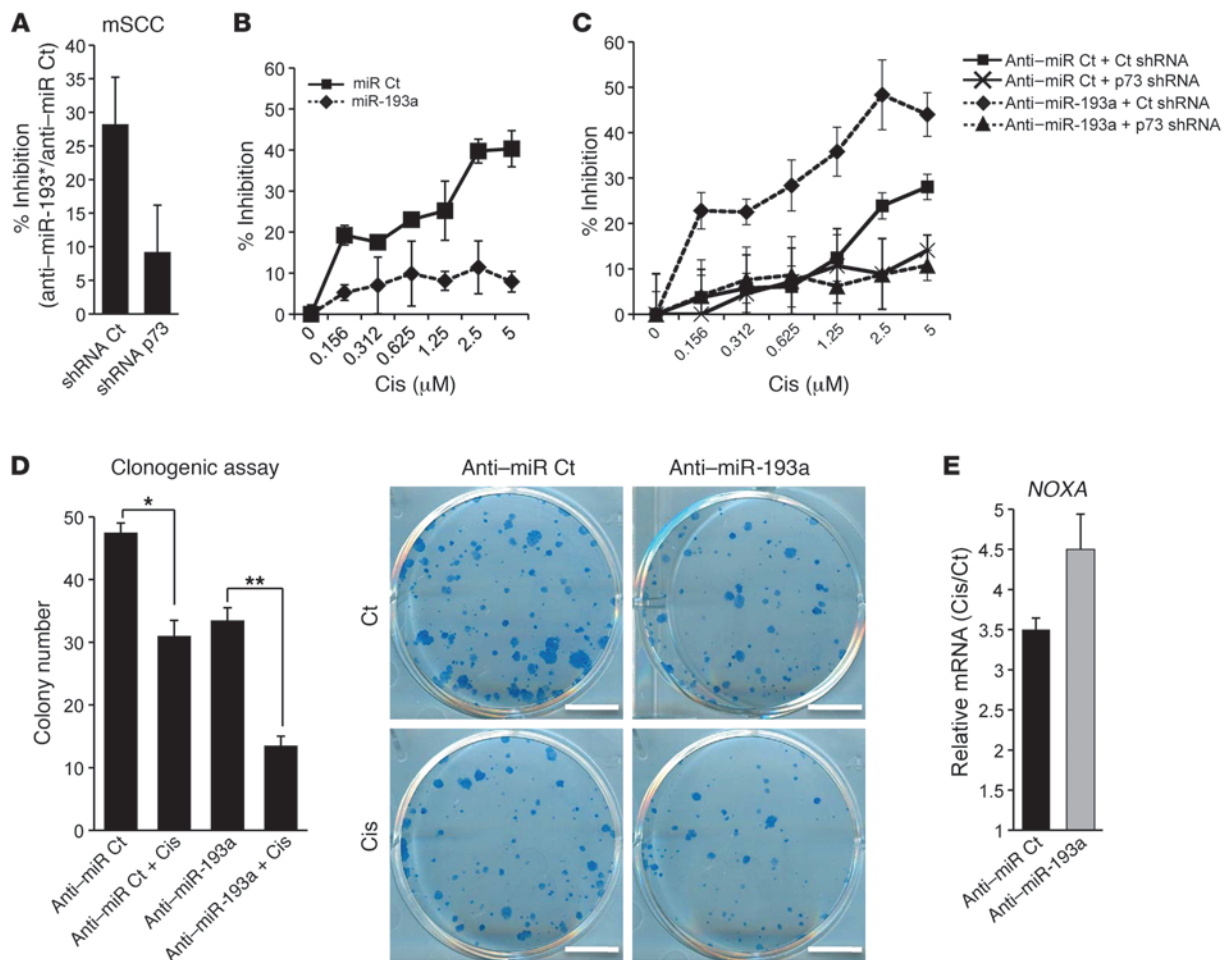 A
mSCC
% Inhibition
(anti–miR-193*/anti–miR Ct)
40
35
30
25
20
15
10
5
0
shRNA Ct
shRNA p73
B
miR Ct
miR-193a
% Inhibition
60
50
40
30
20
10
0
0
0.156
0.312
0.625
1.25
2.5
5
Cis (μM)
C
Anti–miR Ct + Ct shRNA
Anti–miR Ct + p73 shRNA
Anti–miR-193a + Ct shRNA
Anti–miR-193a + p73 shRNA
% Inhibition
60
50
40
30
20
10
0
0
0.156
0.312
0.625
1.25
2.5
5
Cis (μM)
D
Clonogenic assay
Colony number
50
40
30
20
10
0
*
**
Anti–miR Ct
Anti–miR Ct + Cis
Anti–miR-193a
Anti–miR-193a + Cis
Anti–miR Ct
Anti–miR-193a
Ct
Cis
E
NOXA
Relative mRNA (Cis/Ct)
5
4.5
4
3.5
3
2.5
2
1.5
1
Anti–miR Ct
Anti–miR-193a